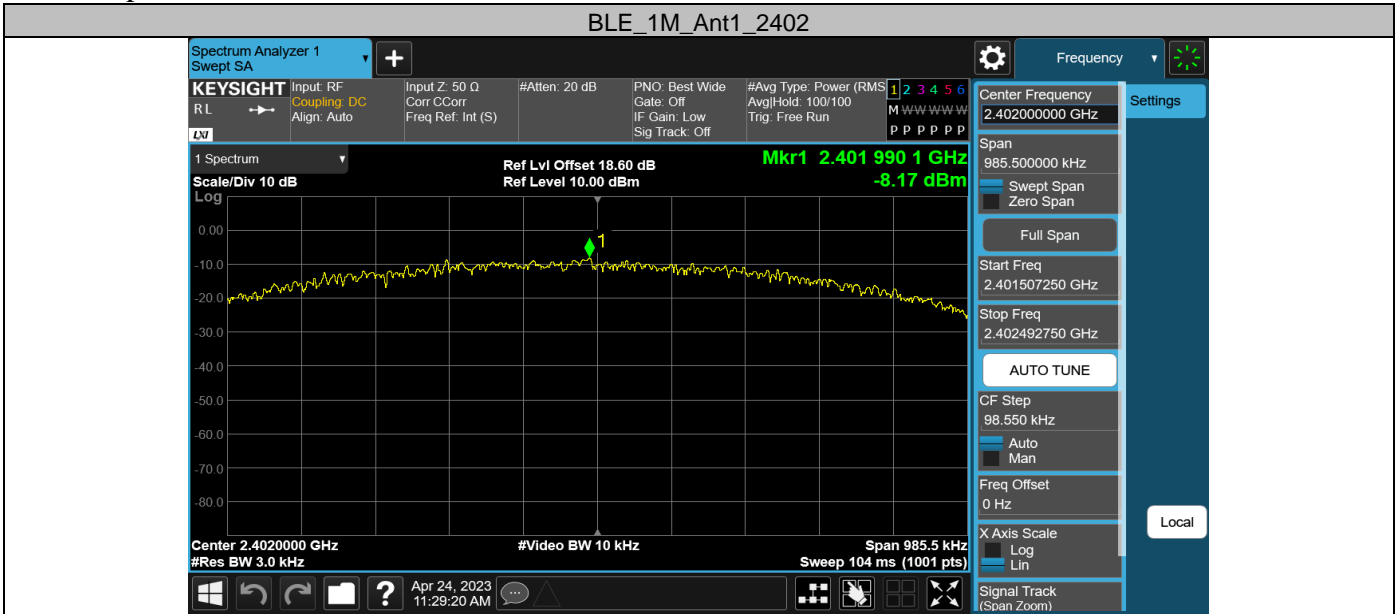 BLE_1M_Ant1_2402
Spectrum Analyzer 1
Swept SA
Frequency
KEYSIGHT
RL
LXI
Input: RF
Coupling: DC
Align: Auto
Input Z: 50 Ω
Corr CCorr
Freq Ref: Int (S)
#Atten: 20 dB
PNO: Best Wide
Gate: Off
IF Gain: Low
Sig Track: Off
#Avg Type: Power (RMS
Avg|Hold: 100/100
Trig: Free Run
1 2 3 4 5 6
M W W W W W
P P P P P P
1 Spectrum
Scale/Div 10 dB
Ref Lvl Offset 18.60 dB
Ref Level 10.00 dBm
Mkr1 2.401 990 1 GHz
-8.17 dBm
Log
0.00
-10.0
-20.0
-30.0
-40.0
-50.0
-60.0
-70.0
-80.0
1
Center 2.4020000 GHz
#Res BW 3.0 kHz
#Video BW 10 kHz
Span 985.5 kHz
Sweep 104 ms (1001 pts)
Apr 24, 2023
11:29:20 AM
Center Frequency
2.402000000 GHz
Span
985.500000 kHz
Swept Span
Zero Span
Full Span
Start Freq
2.401507250 GHz
Stop Freq
2.402492750 GHz
AUTO TUNE
CF Step
98.550 kHz
Auto
Man
Freq Offset
0 Hz
X Axis Scale
Log
Lin
Signal Track
(Span Zoom)
Settings
Local